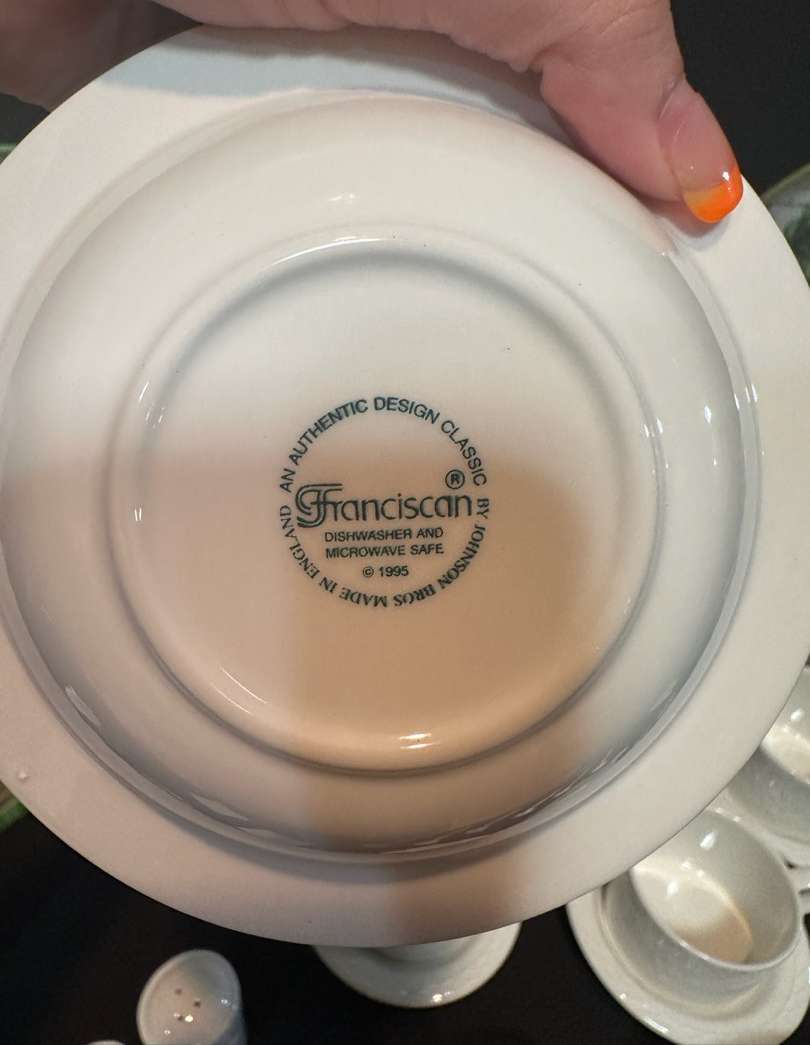 AN AUTHENTIC DESIGN CLASSIC BY JOHNSON BROS MADE IN ENGLAND
Franciscan®
DISHWASHER AND
MICROWAVE SAFE
© 1995